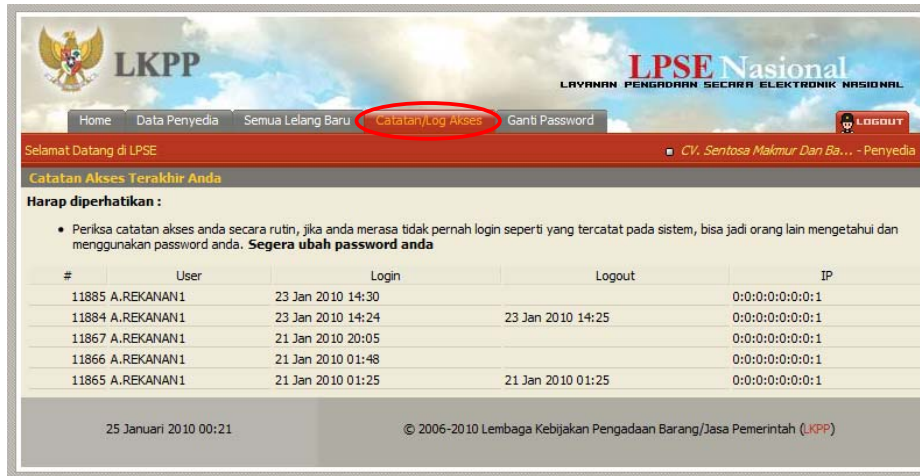 LKPP
LPSE Nasional
LAYANAN PENGADAAN SECARA ELEKTRONIK NASIONAL
Home Data Penyedia Semua Lelang Baru Catatan/Log Akses Ganti Password LOGOUT
Selamat Datang di LPSE CV. Sentosa Makmur Dan Ba... - Penyedia
Catatan Akses Terakhir Anda
Harap diperhatikan :
• Periksa catatan akses anda secara rutin, jika anda merasa tidak pernah login seperti yang tercatat pada sistem, bisa jadi orang lain mengetahui dan
menggunakan password anda. Segera ubah password anda
# User Login Logout IP
11885 A.REKANAN1 23 Jan 2010 14:30 0:0:0:0:0:0:0:1
11884 A.REKANAN1 23 Jan 2010 14:24 23 Jan 2010 14:25 0:0:0:0:0:0:0:1
11867 A.REKANAN1 21 Jan 2010 20:05 0:0:0:0:0:0:0:1
11866 A.REKANAN1 21 Jan 2010 01:48 0:0:0:0:0:0:0:1
11865 A.REKANAN1 21 Jan 2010 01:25 21 Jan 2010 01:25 0:0:0:0:0:0:0:1
25 Januari 2010 00:21 © 2006-2010 Lembaga Kebijakan Pengadaan Barang/Jasa Pemerintah (LKPP)